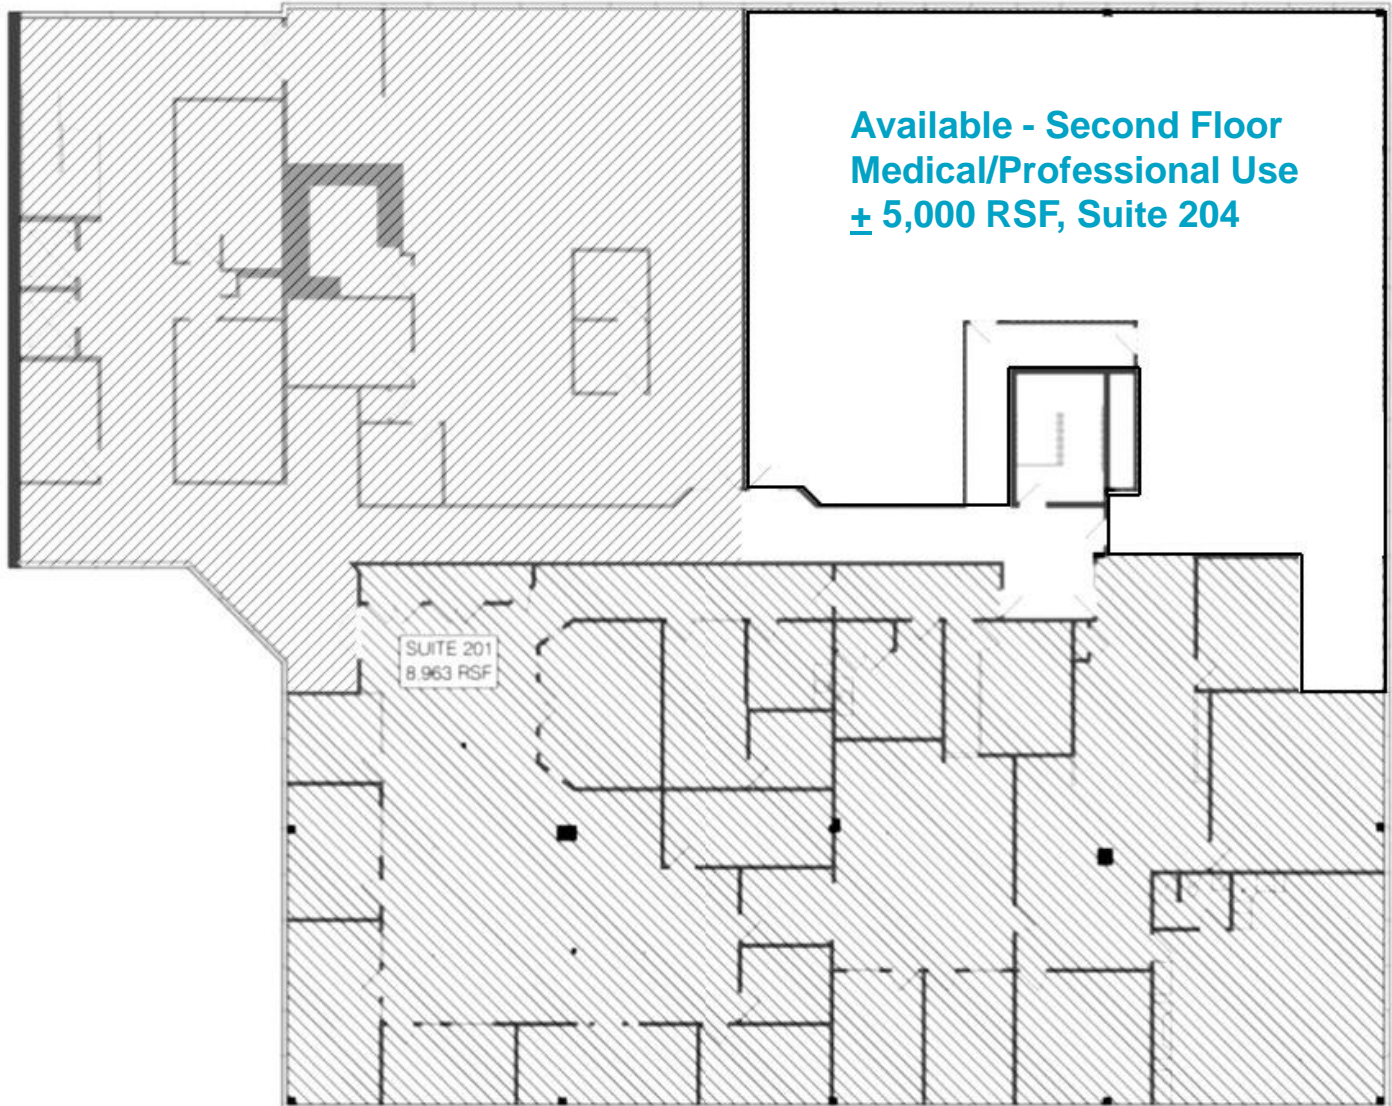 Available - Second Floor
Medical/Professional Use
± 5,000 RSF, Suite 204
SUITE 201
8.963 RSF